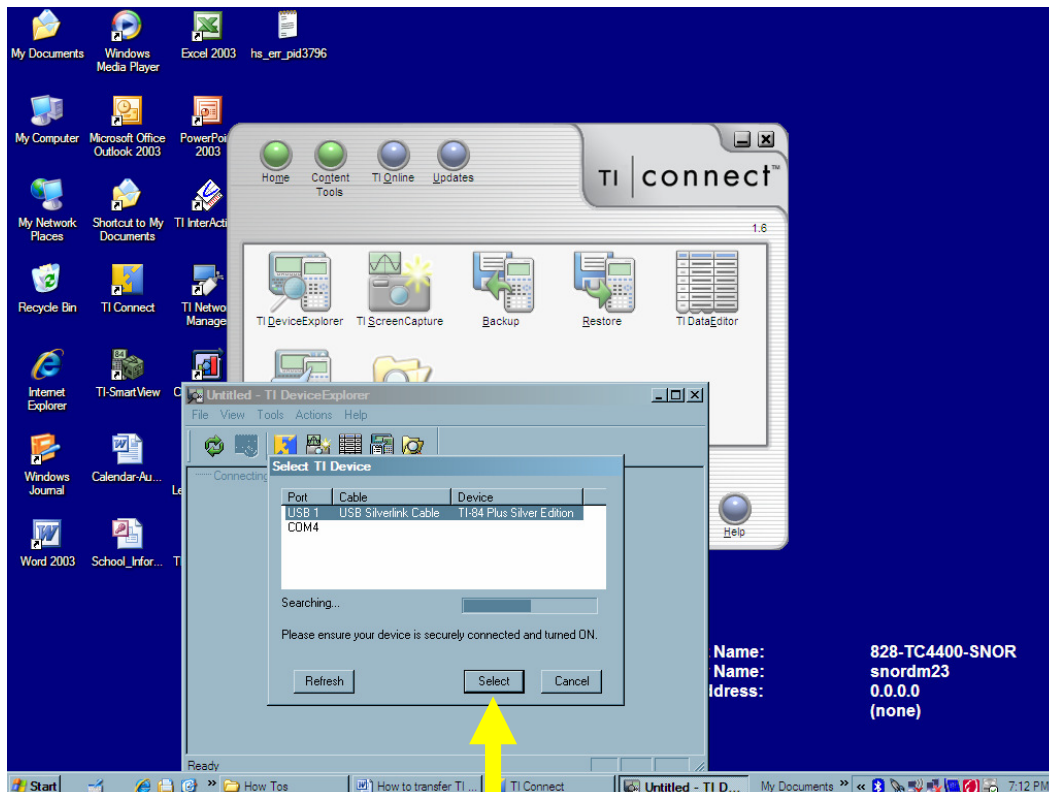 My Documents
Windows Media Player
Excel 2003
hs_err_pid3796
My Computer
Microsoft Office Outlook 2003
PowerPoi
2003
My Network Places
Shortcut to My Documents
TI InterActi
Recycle Bin
TI Connect
TI Netwo
Manage
Internet Explorer
TI-SmartView
C
Windows Journal
Calendar-Au...
Le
Word 2003
School_Infor...
T
Home
Content Tools
TI Online
Updates
TI connect™
1.6
TI DeviceExplorer
TI ScreenCapture
Backup
Restore
TI DataEditor
Help
Untitled - TI DeviceExplorer
File View Tools Actions Help
Connecting
Select TI Device
Port Cable Device
USB 1 USB Silverlink Cable TI-84 Plus Silver Edition
COM4
Searching...
Please ensure your device is securely connected and turned ON.
Refresh Select Cancel
Ready
Name: 828-TC4400-SNOR
Name: snordm23
ddress: 0.0.0.0
(none)
Start
How Tos
How to transfer TI ...
TI Connect
Untitled - TI D...
My Documents
7:12 PM